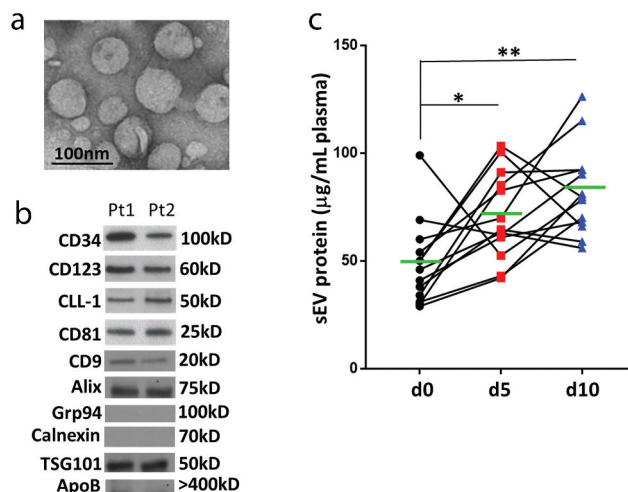 a
100nm
b
Pt1 Pt2
CD34 100kD
CD123 60kD
CLL-1 50kD
CD81 25kD
CD9 20kD
Alix 75kD
Grp94 100kD
Calnexin 70kD
TSG101 50kD
ApoB >400kD
c
sEV protein (µg/mL plasma)
150
100
50
0
**
*
d0 d5 d10